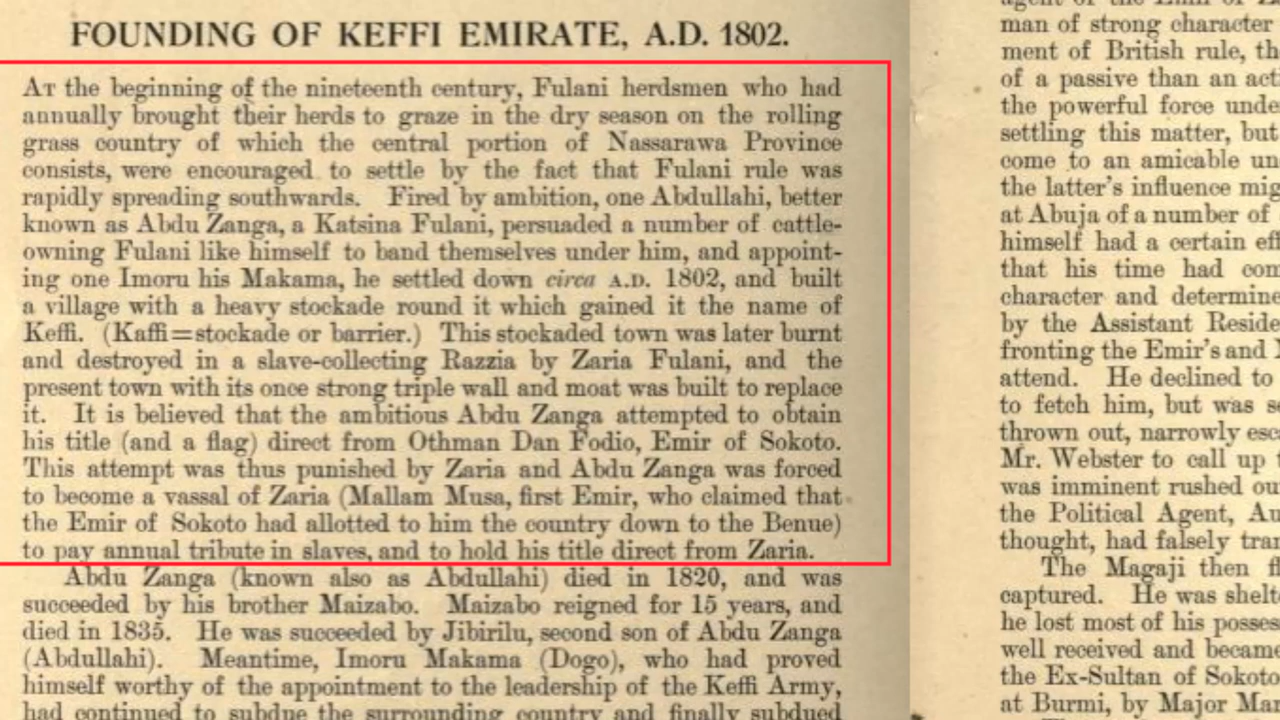 FOUNDING OF KEFFI EMIRATE, A.D. 1802.
AT the beginning of the nineteenth century, Fulani herdsmen who had
annually brought their herds to graze in the dry season on the rolling
grass country of which the central portion of Nassarawa Province
consists, were encouraged to settle by the fact that Fulani rule was
rapidly spreading southwards. Fired by ambition, one Abdullahi, better
known as Abdu Zanga, a Katsina Fulani, persuaded a number of cattle-
owning Fulani like himself to band themselves under him, and appoint-
ing one Imoru his Makama, he settled down circa A.D. 1802, and built
a village with a heavy stockade round it which gained it the name of
Keffi. (Kaffi=stockade or barrier.) This stockaded town was later burnt
and destroyed in a slave-collecting Razzia by Zaria Fulani, and the
present town with its once strong triple wall and moat was built to replace
it. It is believed that the ambitious Abdu Zanga attempted to obtain
his title (and a flag) direct from Othman Dan Fodio, Emir of Sokoto.
This attempt was thus punished by Zaria and Abdu Zanga was forced
to become a vassal of Zaria (Mallam Musa, first Emir, who claimed that
the Emir of Sokoto had allotted to him the country down to the Benue)
to pay annual tribute in slaves, and to hold his title direct from Zaria.
Abdu Zanga (known also as Abdullahi) died in 1820, and was
succeeded by his brother Maizabo. Maizabo reigned for 15 years, and
died in 1835. He was succeeded by Jibirilu, second son of Abdu Zanga
(Abdullahi). Meantime, Imoru Makama (Dogo), who had proved
himself worthy of the appointment to the leadership of the Keffi Army,
had continued to subdue the surrounding country and finally subdued
man of strong character
ment of British rule, th
of a passive than an acti
the powerful force unde
settling this matter, but
come to an amicable un
the latter's influence mig
at Abuja of a number of
himself had a certain eff
that his time had com
character and determine
by the Assistant Reside
fronting the Emir's and
attend. He declined to
to fetch him, but was s
thrown out, narrowly esc
Mr. Webster to call up
was imminent rushed ou
the Political Agent, Au
thought, had falsely tran
The Magaji then fl
captured. He was shelte
he lost most of his posses
well received and became
the Ex-Sultan of Sokoto
at Burmi, by Major Mar